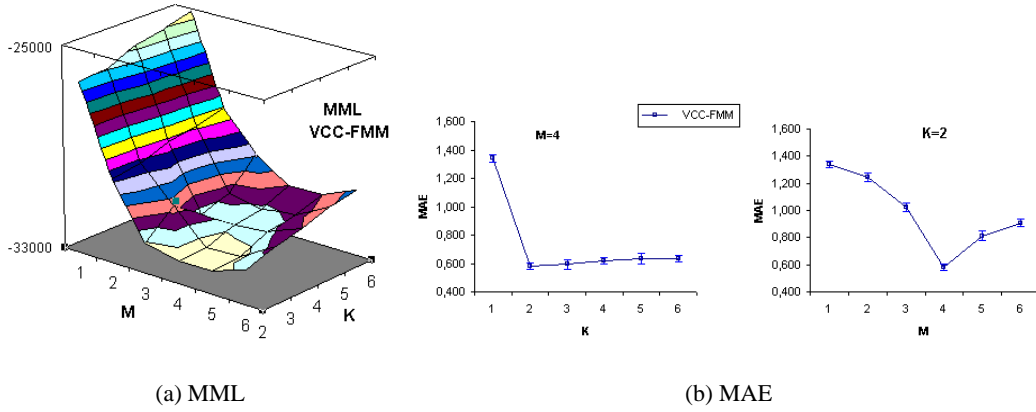 -25000
MML
VCC-FMM
-33000
1
2
3
4
5
6
M
2
3
4
5
6
K
VCC-FMM
M=4
1,600
1,400
1,200
1,000
0,800
0,600
0,400
MAE
1 2 3 4 5 6
K
K=2
1,600
1,400
1,200
1,000
0,800
0,600
0,400
MAE
1 2 3 4 5 6
M
(a) MML
(b) MAE